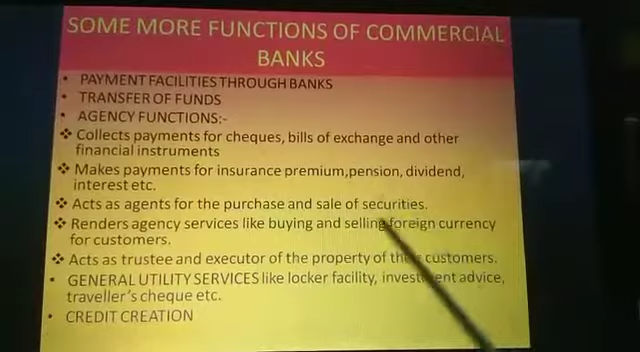 SOME MORE FUNCTIONS OF COMMERCIAL
BANKS
• PAYMENT FACILITIES THROUGH BANKS
• TRANSFER OF FUNDS
• AGENCY FUNCTIONS:-
❖ Collects payments for cheques, bills of exchange and other
financial instruments
❖ Makes payments for insurance premium,pension, dividend,
interest etc.
❖ Acts as agents for the purchase and sale of securities.
❖ Renders agency services like buying and selling foreign currency
for customers.
❖ Acts as trustee and executor of the property of their customers.
• GENERAL UTILITY SERVICES like locker facility, investment advice,
traveller's cheque etc.
• CREDIT CREATION